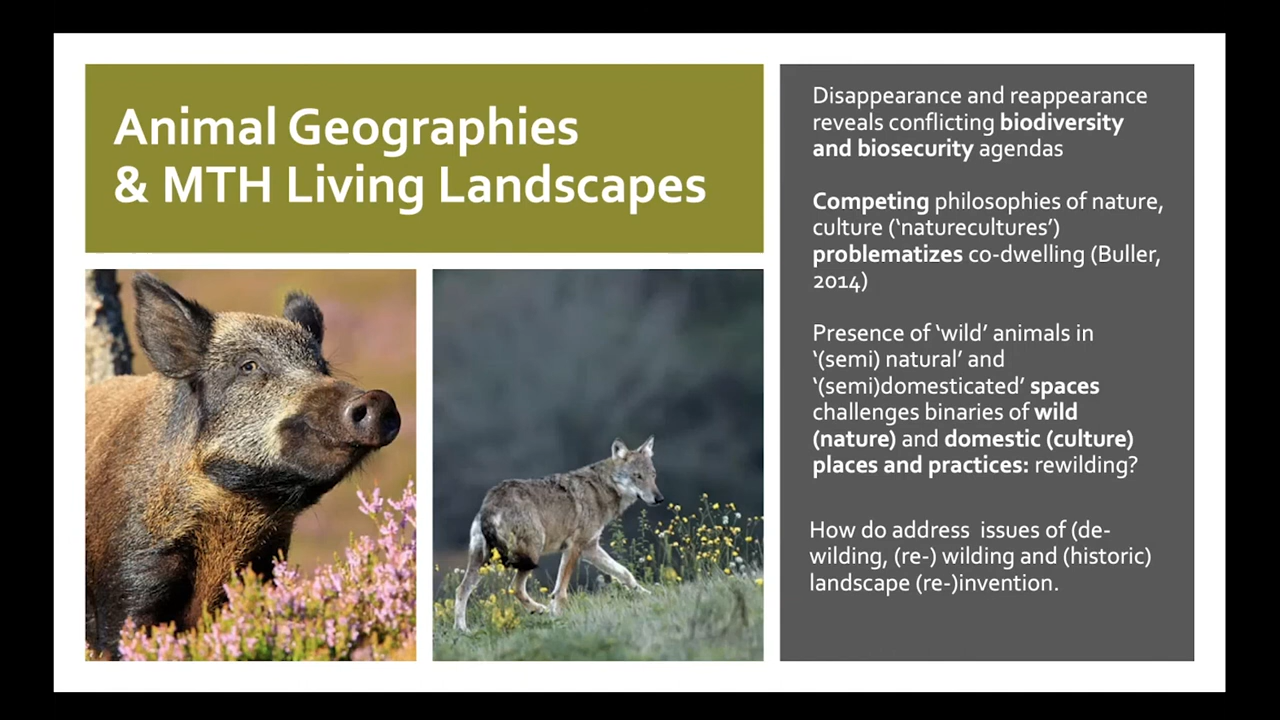 Animal Geographies
& MTH Living Landscapes
Disappearance and reappearance
reveals conflicting biodiversity
and biosecurity agendas
Competing philosophies of nature,
culture (‘naturecultures’)
problematizes co-dwelling (Buller,
2014)
Presence of ‘wild’ animals in
‘(semi) natural’ and
‘(semi)domesticated’ spaces
challenges binaries of wild
(nature) and domestic (culture)
places and practices: rewilding?
How do address  issues of (de-
wilding, (re-) wilding and (historic)
landscape (re-)invention.